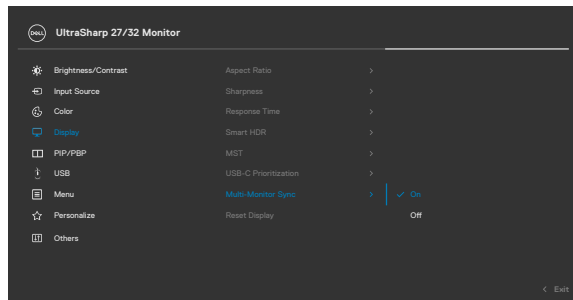 DELL UltraSharp 27/32 Monitor
Brightness/Contrast Aspect Ratio >
Input Source Sharpness >
Color Response Time >
Display Smart HDR >
PIP/PBP MST >
USB USB-C Prioritization >
Menu Multi-Monitor Sync > ✓ On
Personalize Reset Display Off
Others
< Exit